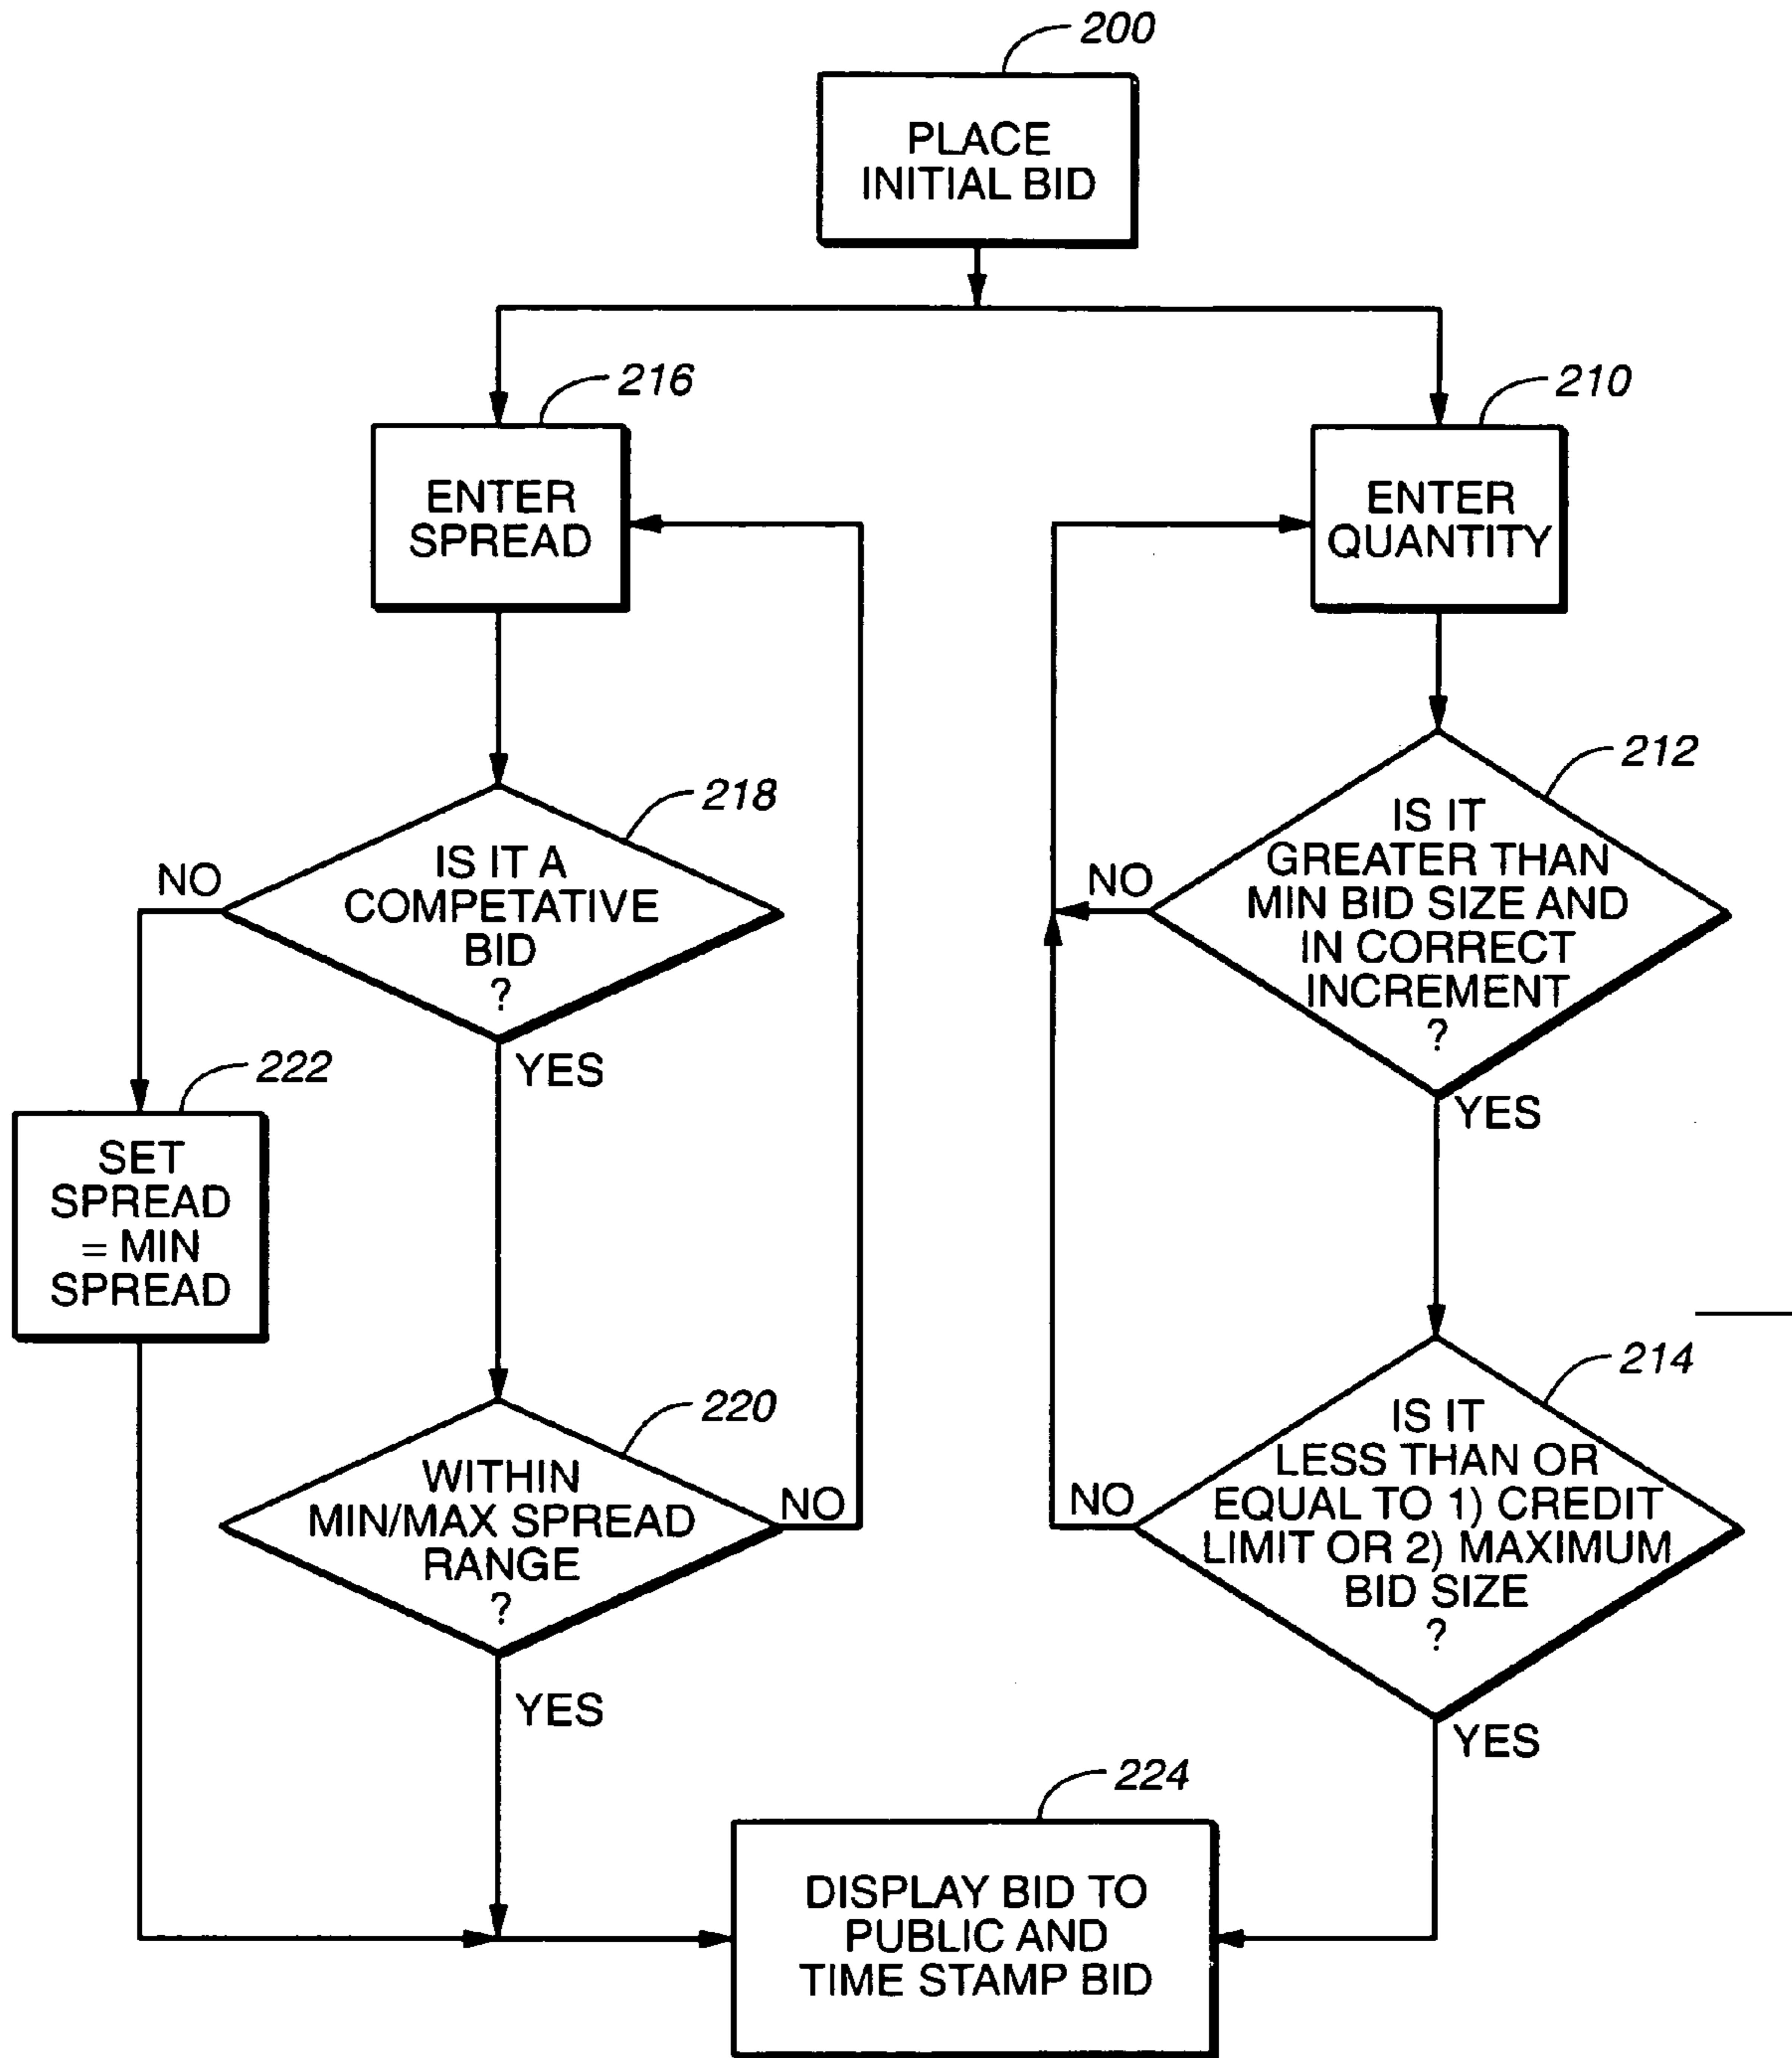 200
PLACE
INITIAL BID
216
ENTER
SPREAD
210
ENTER
QUANTITY
218
IS IT A
COMPETATIVE
BID
?
NO
YES
212
IS IT
GREATER THAN
MIN BID SIZE AND
IN CORRECT
INCREMENT
?
NO
YES
222
SET
SPREAD
= MIN
SPREAD
220
WITHIN
MIN/MAX SPREAD
RANGE
?
NO
YES
214
IS IT
LESS THAN OR
EQUAL TO 1) CREDIT
LIMIT OR 2) MAXIMUM
BID SIZE
?
NO
YES
224
DISPLAY BID TO
PUBLIC AND
TIME STAMP BID